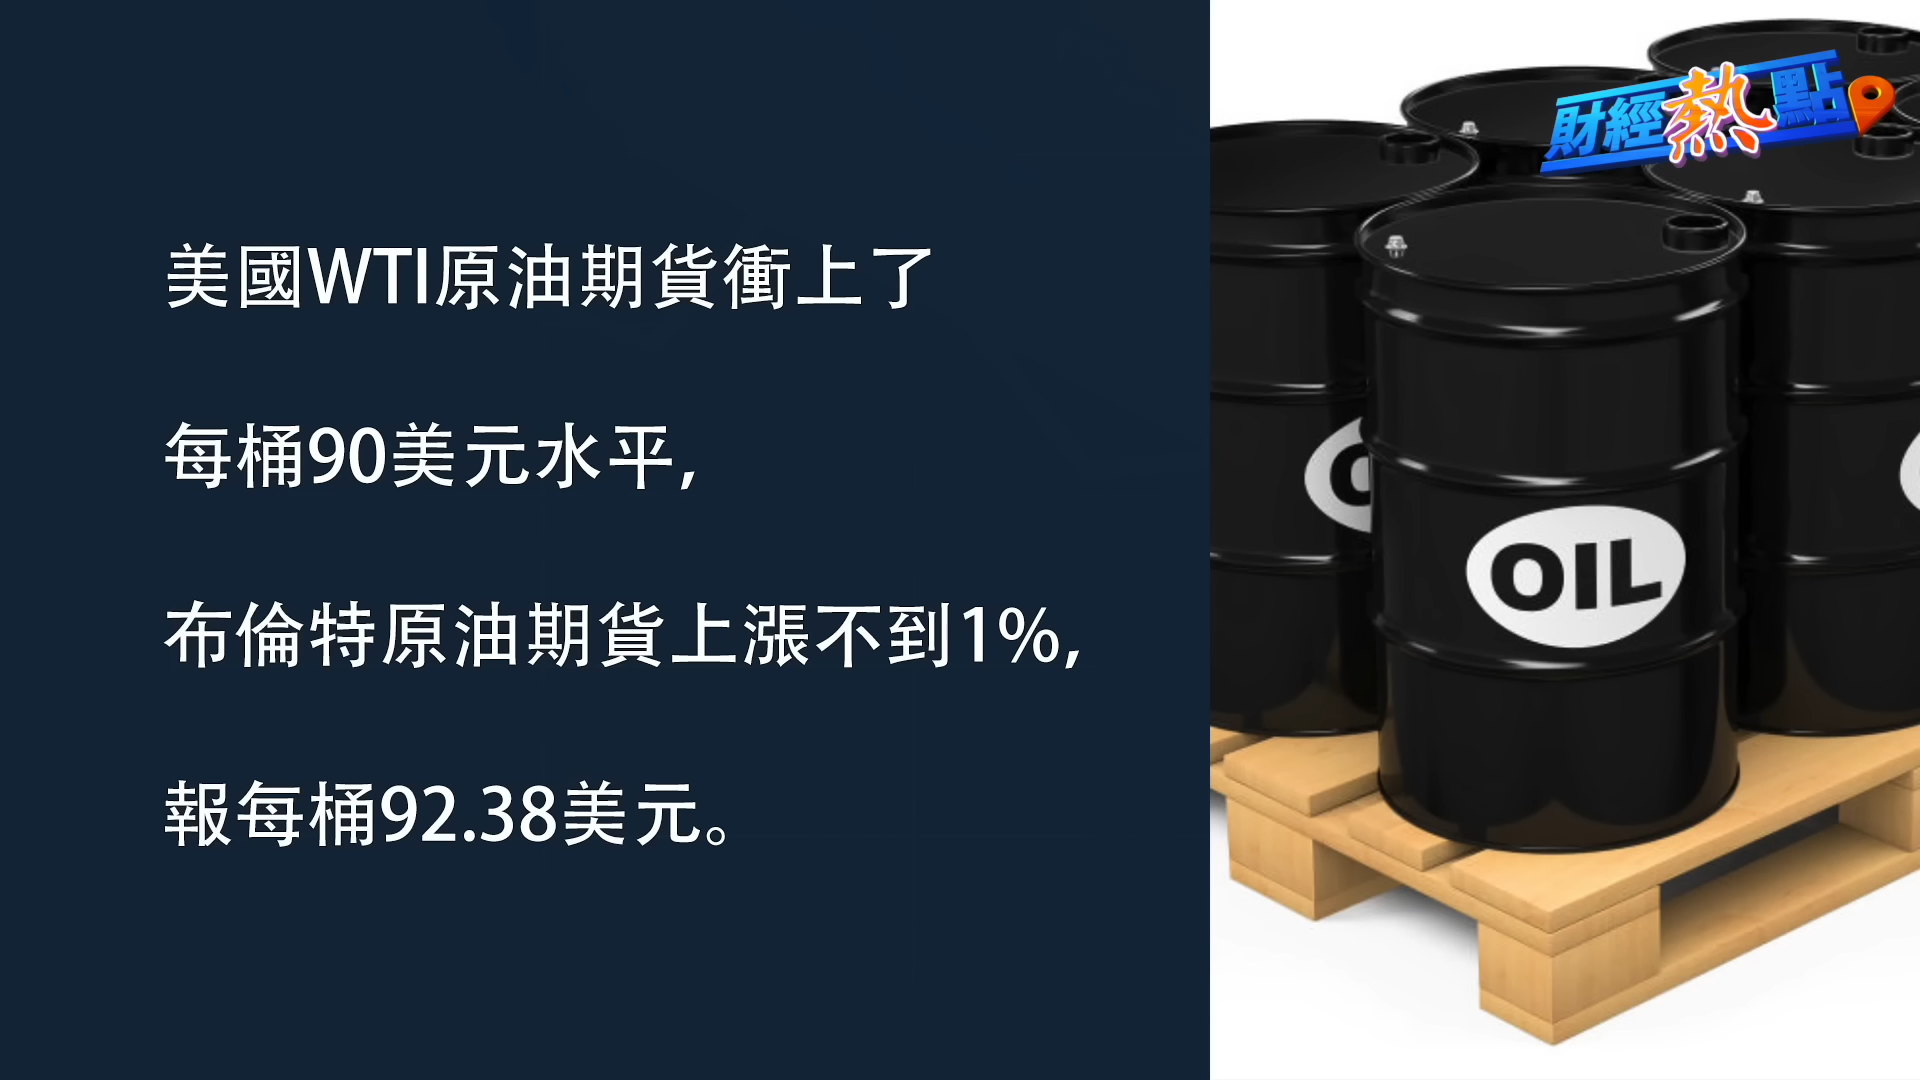 財經熱點
美國WTI原油期貨衝上了
每桶90美元水平,
布倫特原油期貨上漲不到1%,
報每桶92.38美元。
OIL